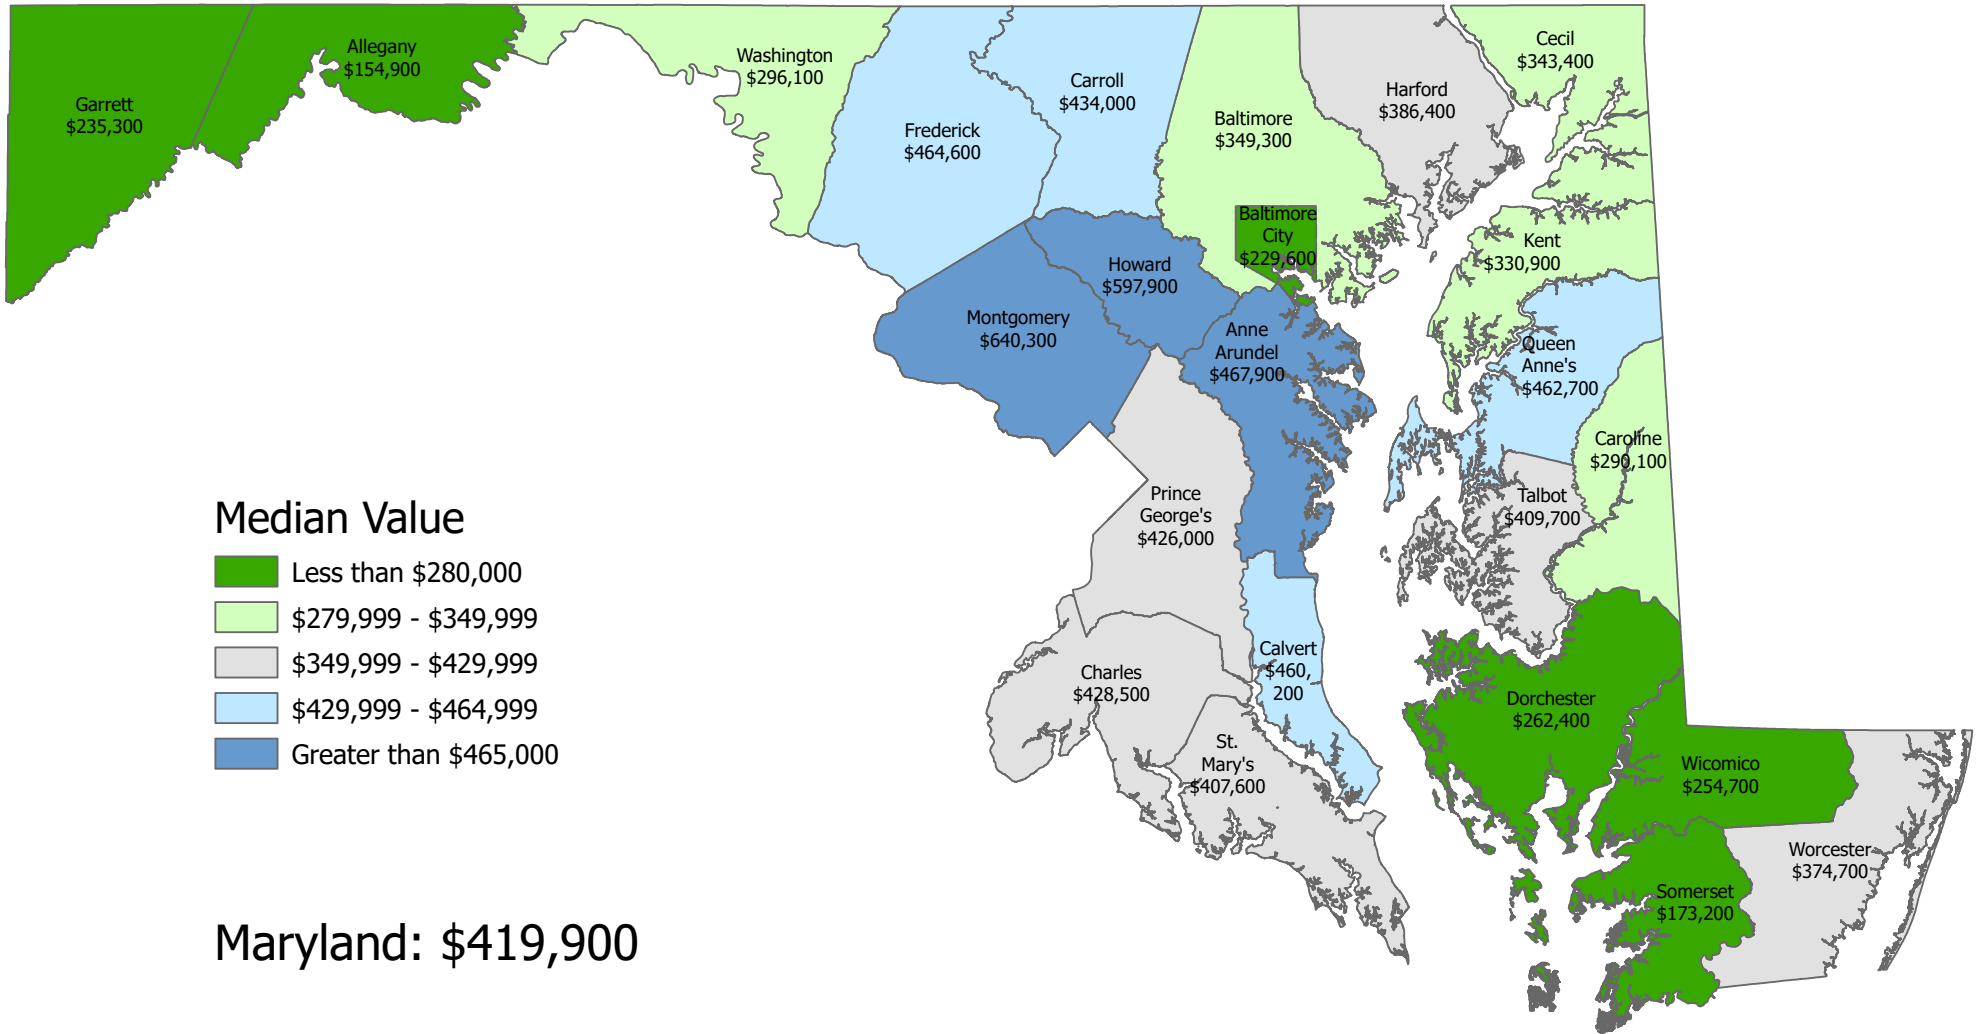 Garrett
$235,300
Allegany
$154,900
Washington
$296,100
Frederick
$464,600
Carroll
$434,000
Baltimore
$349,300
Harford
$386,400
Cecil
$343,400
Baltimore
City
$229,600
Kent
$330,900
Howard
$597,900
Montgomery
$640,300
Anne
Arundel
$467,900
Queen
Anne's
$462,700
Caroline
$290,100
Talbot
$409,700
Prince
George's
$426,000
Calvert
$460,
200
Charles
$428,500
St.
Mary's
$407,600
Dorchester
$262,400
Wicomico
$254,700
Worcester
$374,700
Somerset
$173,200
Median Value
Less than $280,000
$279,999 - $349,999
$349,999 - $429,999
$429,999 - $464,999
Greater than $465,000
Maryland: $419,900